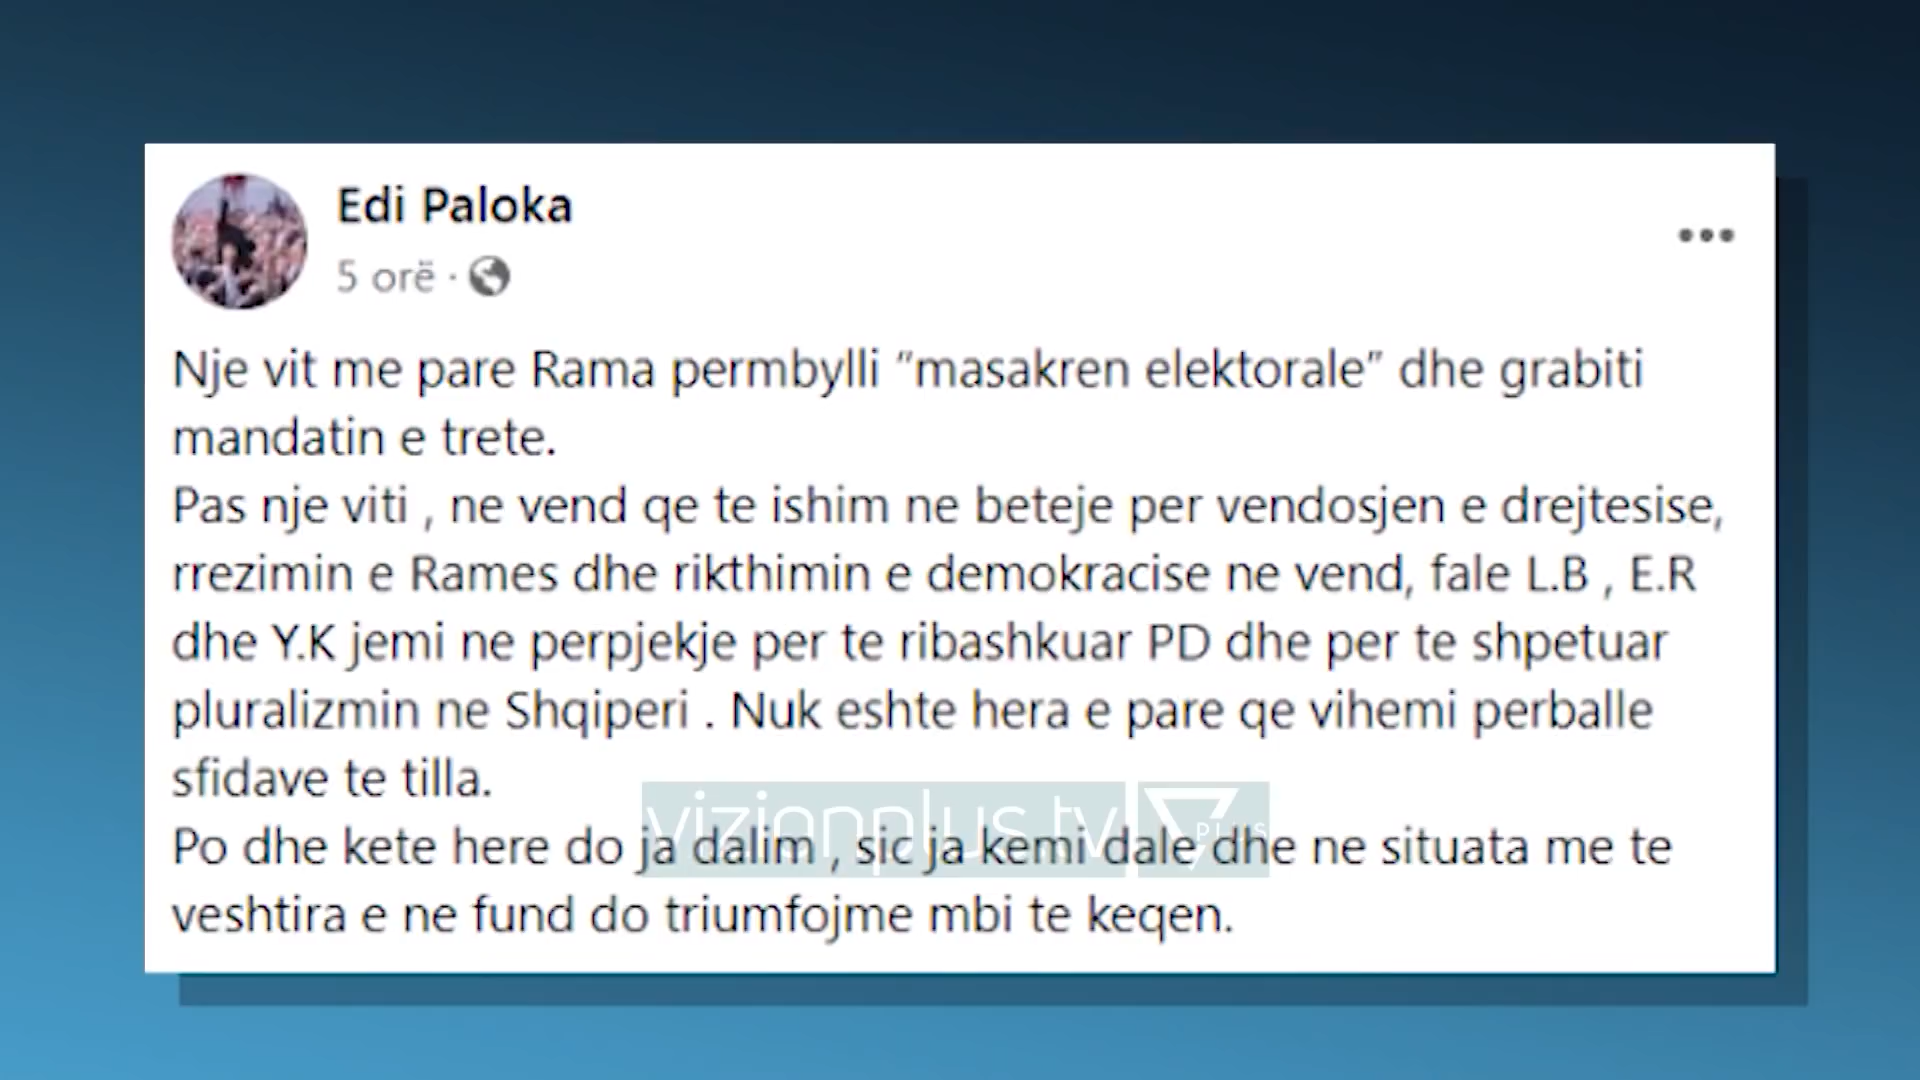 Edi Paloka
5 orë ·
Nje vit me pare Rama permbylli "masakren elektorale" dhe grabiti
mandatin e trete.
Pas nje viti , ne vend qe te ishim ne beteje per vendosjen e drejtesise,
rrezimin e Rames dhe rikthimin e demokracise ne vend, fale L.B , E.R
dhe Y.K jemi ne perpjekje per te ribashkuar PD dhe per te shpetuar
pluralizmin ne Shqiperi . Nuk eshte hera e pare qe vihemi perballe
sfidave te tilla.
vizionplus.tv PLUS
Po dhe kete here do ja dalim , sic ja kemi dale dhe ne situata me te
veshtira e ne fund do triumfojme mbi te keqen.